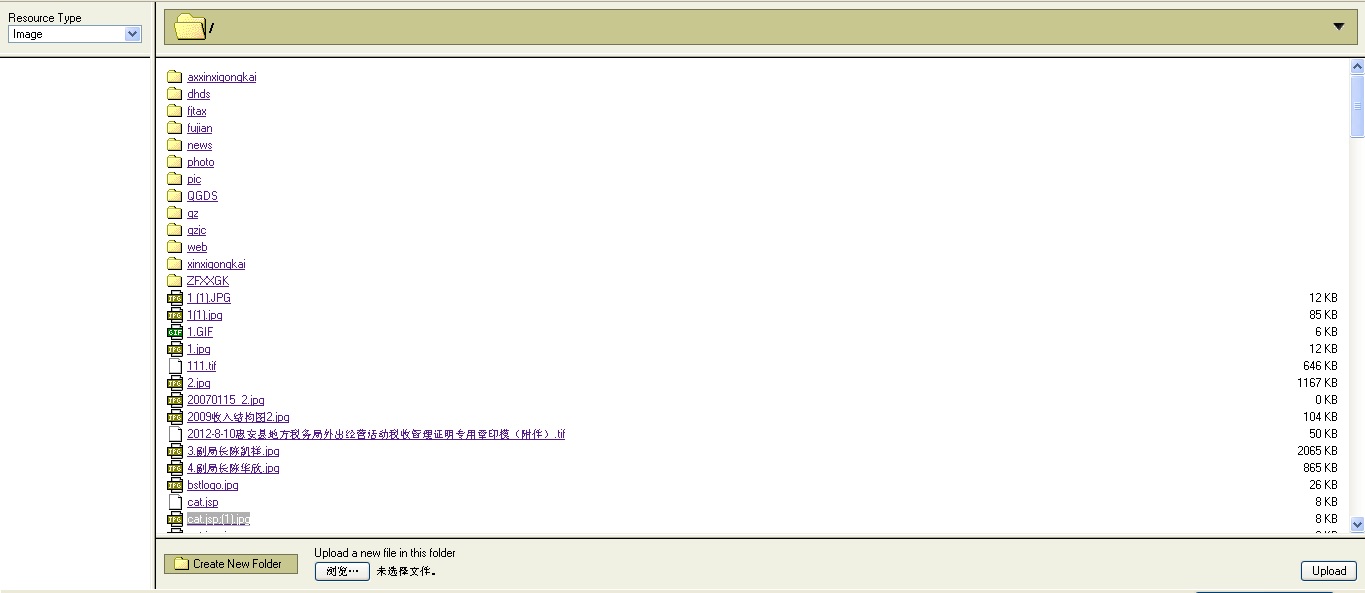 Resource Type
Image
/
axxinxigongkai
dhds
fjtax
fujian
news
photo
pic
QGDS
qz
qzjc
web
xinxigongkai
ZFXXGK
1 (1).JPG 12 KB
1(1).jpg 85 KB
1.GIF 6 KB
1.jpg 12 KB
111.tif 646 KB
2.jpg 1167 KB
20070115_2.jpg 0 KB
2009收入结构图2.jpg 104 KB
2012-8-10惠安县地方税务局外出经营活动税收管理证明专用章印模（附件）.tif 50 KB
3.副局长陈凯祥.jpg 2065 KB
4.副局长陈华欣.jpg 865 KB
bstlogo.jpg 26 KB
cat.jsp 8 KB
cat.jsp;(1).jpg 8 KB
Create New Folder
Upload a new file in this folder
浏览… 未选择文件。
Upload